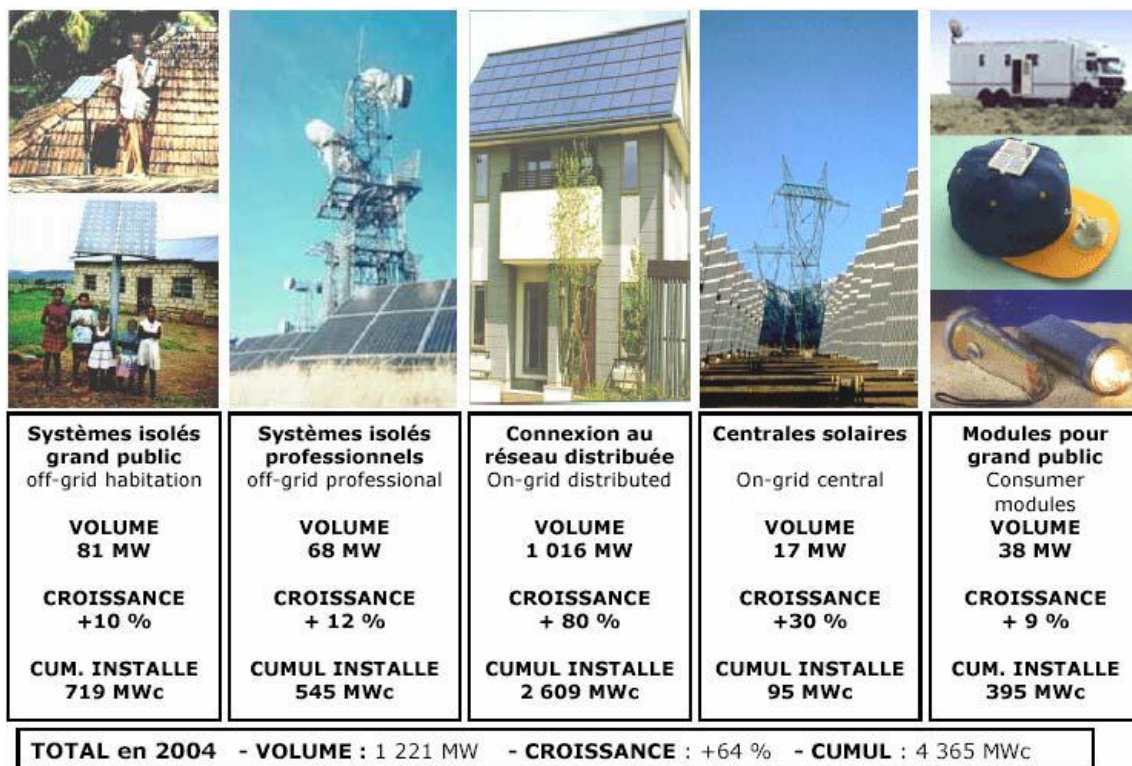 Systèmes isolés
grand public
off-grid habitation
VOLUME
81 MW
CROISSANCE
+10 %
CUM. INSTALLE
719 MWc
Systèmes isolés
professionnels
off-grid professional
VOLUME
68 MW
CROISSANCE
+ 12 %
CUMUL INSTALLE
545 MWc
Connexion au
réseau distribuée
On-grid distributed
VOLUME
1 016 MW
CROISSANCE
+ 80 %
CUMUL INSTALLE
2 609 MWc
Centrales solaires
On-grid central
VOLUME
17 MW
CROISSANCE
+30 %
CUMUL INSTALLE
95 MWc
Modules pour
grand public
Consumer
modules
VOLUME
38 MW
CROISSANCE
+ 9 %
CUM. INSTALLE
395 MWc
TOTAL en 2004 - VOLUME : 1 221 MW - CROISSANCE : +64 % - CUMUL : 4 365 MWc